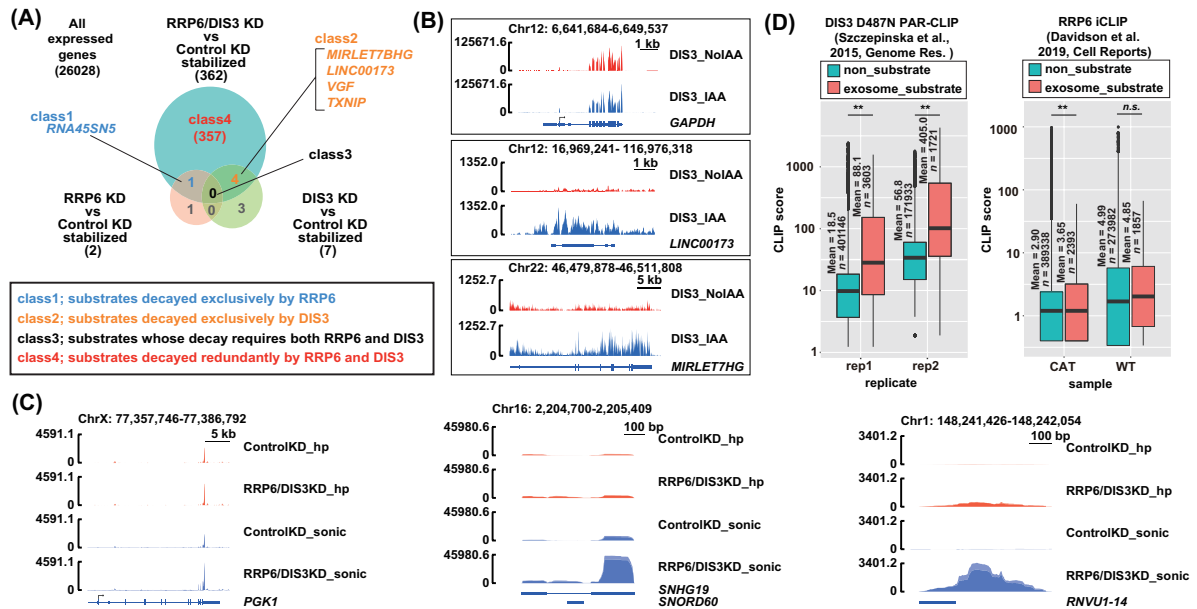 (A)
All
expressed
genes
(26028)
RRP6/DIS3 KD
vs
Control KD
stabilized
(362)
class2
MIRLET7BHG
LINC00173
VGF
TXNIP
class4
(357)
class1
RNA45SN5
class3
1
4
0
1
0
3
RRP6 KD
vs
Control KD
stabilized
(2)
DIS3 KD
vs
Control KD
stabilized
(7)
class1; substrates decayed exclusively by RRP6
class2; substrates decayed exclusively by DIS3
class3; substrates whose decay requires both RRP6 and DIS3
class4; substrates decayed redundantly by RRP6 and DIS3
(B)
Chr12: 6,641,684-6,649,537
1 kb
125671.6
0
DIS3_NoIAA
125671.6
0
DIS3_IAA
GAPDH
Chr12: 16,969,241- 116,976,318
1 kb
1352.0
0
DIS3_NoIAA
1352.0
0
DIS3_IAA
LINC00173
Chr22: 46,479,878-46,511,808
5 kb
1252.7
0
DIS3_NoIAA
1252.7
0
DIS3_IAA
MIRLET7HG
(C)
ChrX: 77,357,746-77,386,792
5 kb
4591.1
0
ControlKD_hp
4591.1
0
RRP6/DIS3KD_hp
4591.1
0
ControlKD_sonic
4591.1
0
RRP6/DIS3KD_sonic
PGK1
Chr16: 2,204,700-2,205,409
100 bp
45980.6
0
ControlKD_hp
45980.6
0
RRP6/DIS3KD_hp
45980.6
0
ControlKD_sonic
45980.6
0
RRP6/DIS3KD_sonic
SNHG19
SNORD60
Chr1: 148,241,426-148,242,054
100 bp
3401.2
0
ControlKD_hp
3401.2
0
RRP6/DIS3KD_hp
3401.2
0
ControlKD_sonic
3401.2
0
RRP6/DIS3KD_sonic
RNVU1-14
(D)
DIS3 D487N PAR-CLIP
(Szczepinska et al.,
2015, Genome Res. )
non_substrate
exosome_substrate
**
**
CLIP score
1000
100
10
1
Mean = 18.5
n = 401146
Mean = 88.1
n = 3603
Mean = 56.8
n = 171933
Mean = 405.0
n = 1721
rep1
rep2
replicate
RRP6 iCLIP
(Davidson et al.
2019, Cell Reports)
non_substrate
exosome_substrate
**
n.s.
CLIP score
1000
100
10
1
Mean = 2.90
n = 389338
Mean = 3.65
n = 2393
Mean = 4.99
n = 273982
Mean = 4.85
n = 1857
CAT
WT
sample